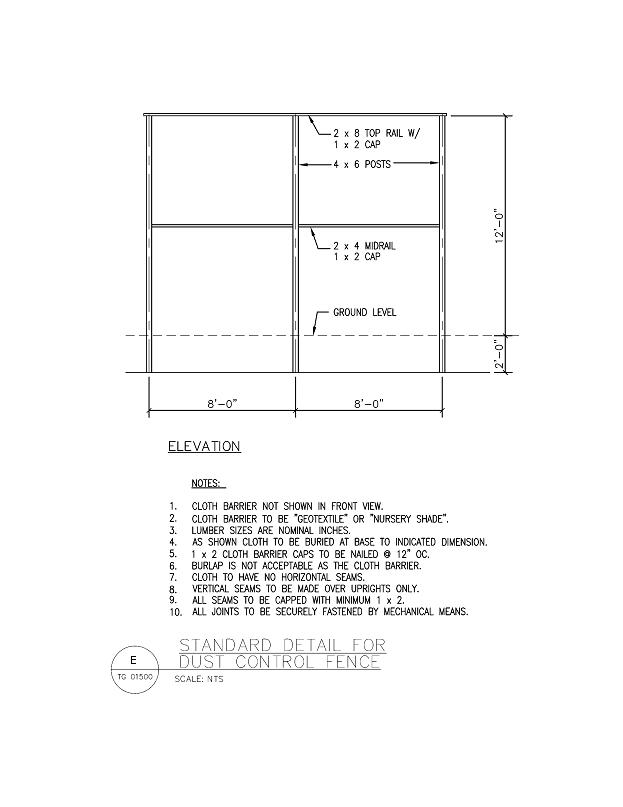 2 x 8 TOP RAIL W/
1 x 2 CAP
4 x 6 POSTS
12'-0"
2 x 4 MIDRAIL
1 x 2 CAP
GROUND LEVEL
2'-0"
8'-0"
8'-0"
ELEVATION
NOTES:
1. CLOTH BARRIER NOT SHOWN IN FRONT VIEW.
2. CLOTH BARRIER TO BE "GEOTEXTILE" OR "NURSERY SHADE".
3. LUMBER SIZES ARE NOMINAL INCHES.
4. AS SHOWN CLOTH TO BE BURIED AT BASE TO INDICATED DIMENSION.
5. 1 x 2 CLOTH BARRIER CAPS TO BE NAILED @ 12" OC.
6. BURLAP IS NOT ACCEPTABLE AS THE CLOTH BARRIER.
7. CLOTH TO HAVE NO HORIZONTAL SEAMS.
8. VERTICAL SEAMS TO BE MADE OVER UPRIGHTS ONLY.
9. ALL SEAMS TO BE CAPPED WITH MINIMUM 1 x 2.
10. ALL JOINTS TO BE SECURELY FASTENED BY MECHANICAL MEANS.
STANDARD DETAIL FOR
DUST CONTROL FENCE
E
TG 01500
SCALE: NTS